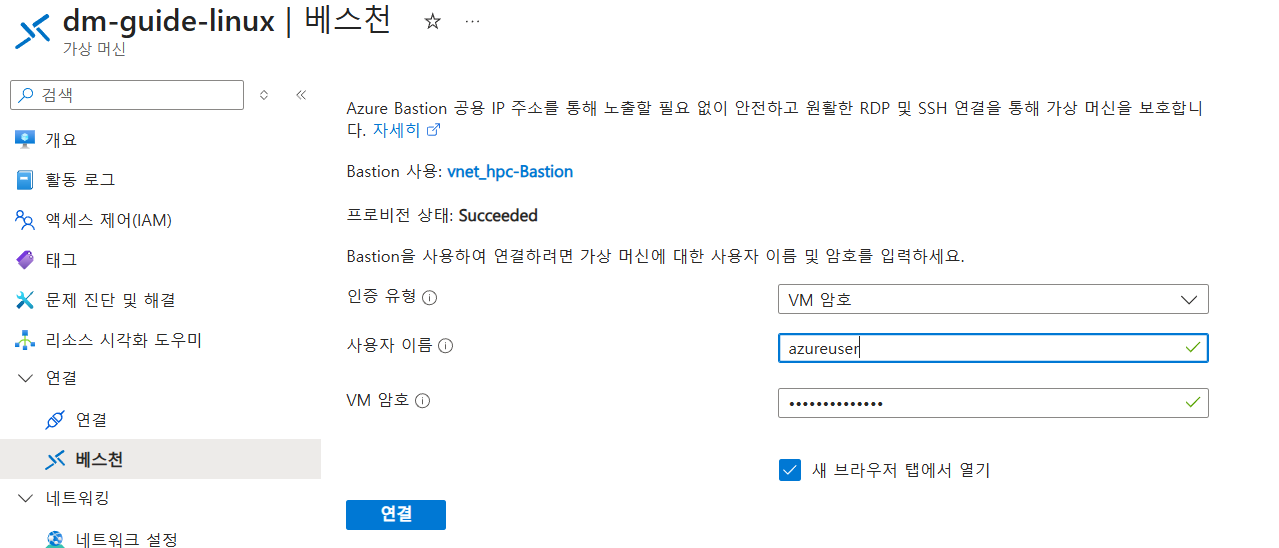 dm-guide-linux | 베스천
가상 머신
검색
개요
활동 로그
액세스 제어(IAM)
태그
문제 진단 및 해결
리소스 시각화 도우미
연결
연결
베스천
네트워킹
네트워크 설정
Azure Bastion 공용 IP 주소를 통해 노출할 필요 없이 안전하고 원활한 RDP 및 SSH 연결을 통해 가상 머신을 보호합니
다. 자세히
Bastion 사용: vnet_hpc-Bastion
프로비전 상태: Succeeded
Bastion을 사용하여 연결하려면 가상 머신에 대한 사용자 이름 및 암호를 입력하세요.
인증 유형
VM 암호
사용자 이름
azureuser
VM 암호
••••••••••••••
새 브라우저 탭에서 열기
연결